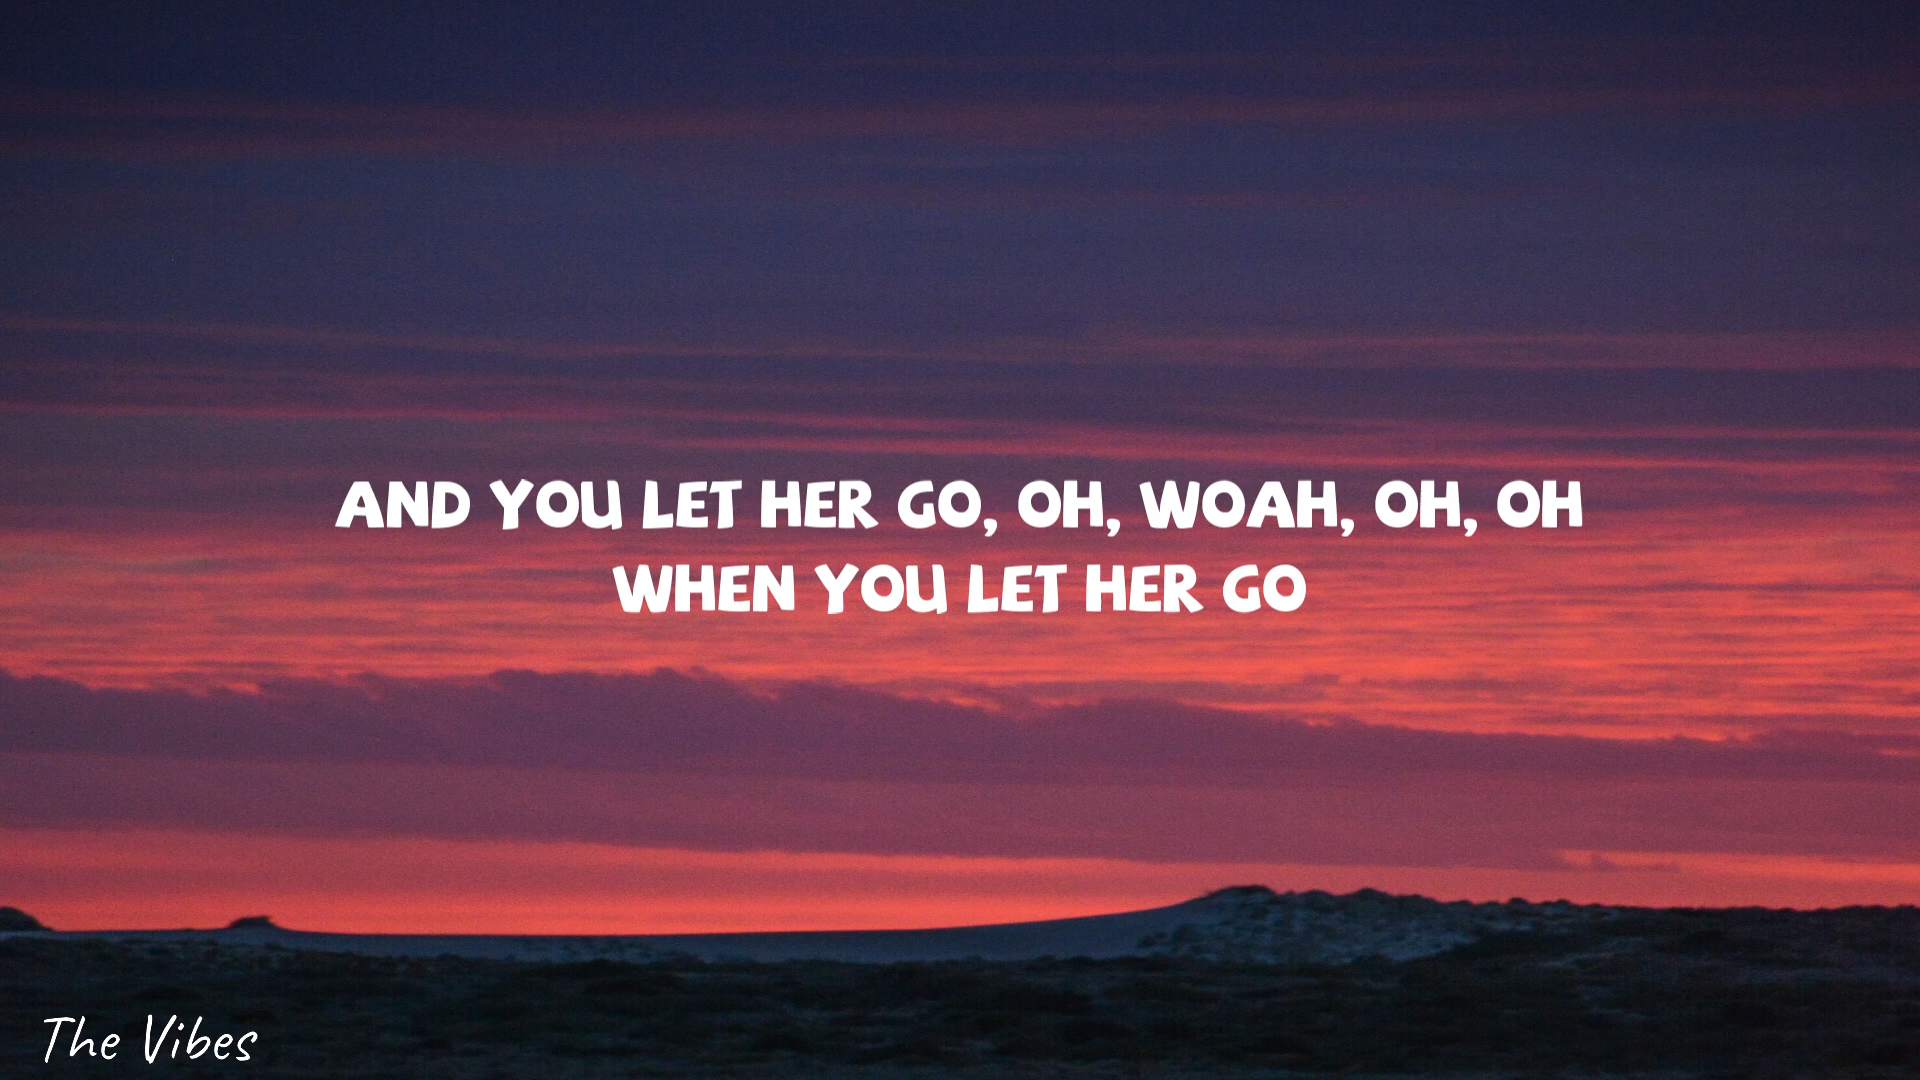 AND YOU LET HER GO, OH, WOAH, OH, OH
WHEN YOU LET HER GO
The Vibes